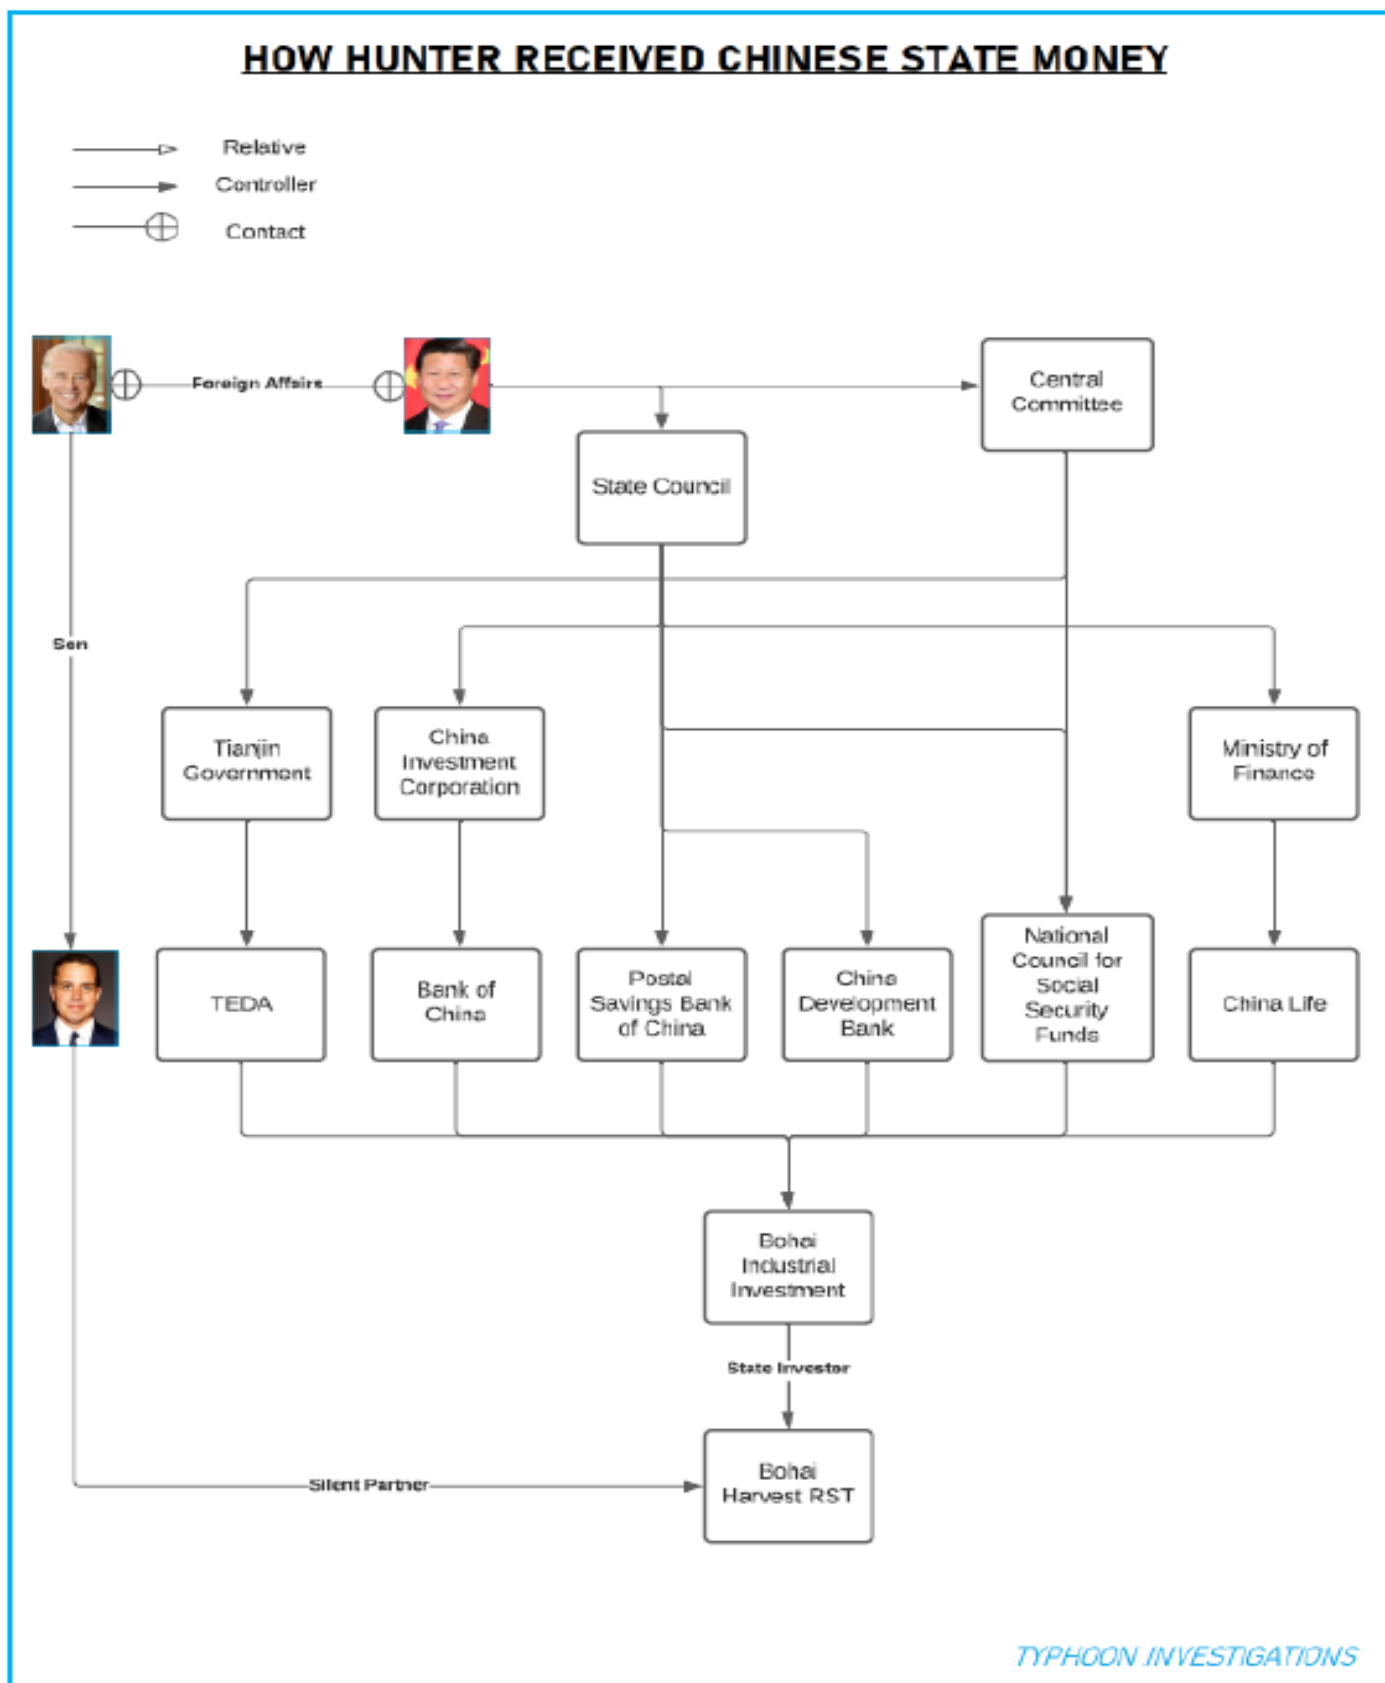 HOW HUNTER RECEIVED CHINESE STATE MONEY
Relative
Controller
Contact
Foreign Affairs
Central
Committee
State Council
Son
Tianjin
Government
China
Investment
Corporation
Ministry of
Finance
TEDA
Bank of
China
Postal
Savings Bank
of China
China
Development
Bank
National
Council for
Social
Security
Funds
China Life
Bohai
Industrial
Investment
State Investor
Silent Partner
Bohai
Harvest RST
TYPHOON INVESTIGATIONS